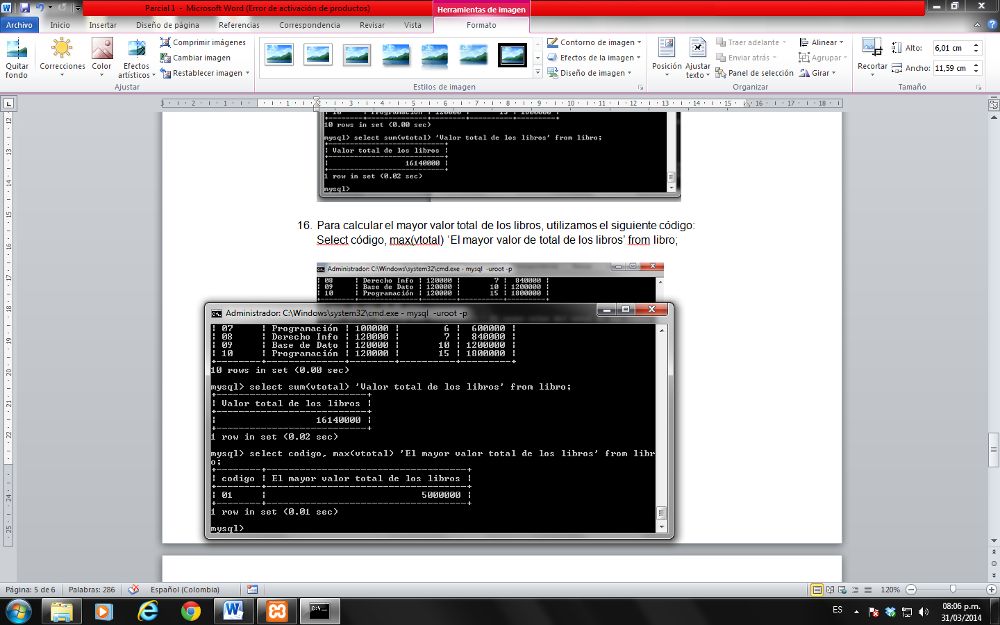 Parcial 1 - Microsoft Word (Error de activación de productos)
Herramientas de imagen
Archivo Inicio Insertar Diseño de página Referencias Correspondencia Revisar Vista Formato
Quitar fondo
Correcciones
Color
Efectos artísticos
Comprimir imágenes
Cambiar imagen
Restablecer imagen
Ajustar
Estilos de imagen
Contorno de imagen
Efectos de la imagen
Diseño de imagen
Posición
Ajustar texto
Traer adelante
Enviar atrás
Panel de selección
Alinear
Agrupar
Girar
Organizar
Recortar
Alto: 6,01 cm
Ancho: 11,59 cm
Tamaño
| 10 | Programación | 120000 | 15 | 1800000 |
10 rows in set (0.00 sec)
mysql> select sum(vtotal) 'Valor total de los libros' from libro;
| Valor total de los libros |
| 16140000 |
1 row in set (0.02 sec)
mysql>
16. Para calcular el mayor valor total de los libros, utilizamos el siguiente código:
Select código, max(vtotal) ‘El mayor valor de total de los libros’ from libro;
Administrador: C:\Windows\system32\cmd.exe - mysql -uroot -p
| 08 | Derecho Info | 120000 | 7 | 840000 |
| 09 | Base de Dato | 120000 | 10 | 1200000 |
| 10 | Programación | 120000 | 15 | 1800000 |
Administrador: C:\Windows\system32\cmd.exe - mysql -uroot -p
| 07 | Programación | 100000 | 6 | 600000 |
| 08 | Derecho Info | 120000 | 7 | 840000 |
| 09 | Base de Dato | 120000 | 10 | 1200000 |
| 10 | Programación | 120000 | 15 | 1800000 |
10 rows in set (0.00 sec)
mysql> select sum(vtotal) 'Valor total de los libros' from libro;
| Valor total de los libros |
| 16140000 |
1 row in set (0.02 sec)
mysql> select codigo, max(vtotal) 'El mayor valor total de los libros' from libr
o;
| codigo | El mayor valor total de los libros |
| 01 | 5000000 |
1 row in set (0.01 sec)
mysql>
Página: 5 de 6 Palabras: 286 Español (Colombia) 120%
ES
08:06 p.m.
31/03/2014